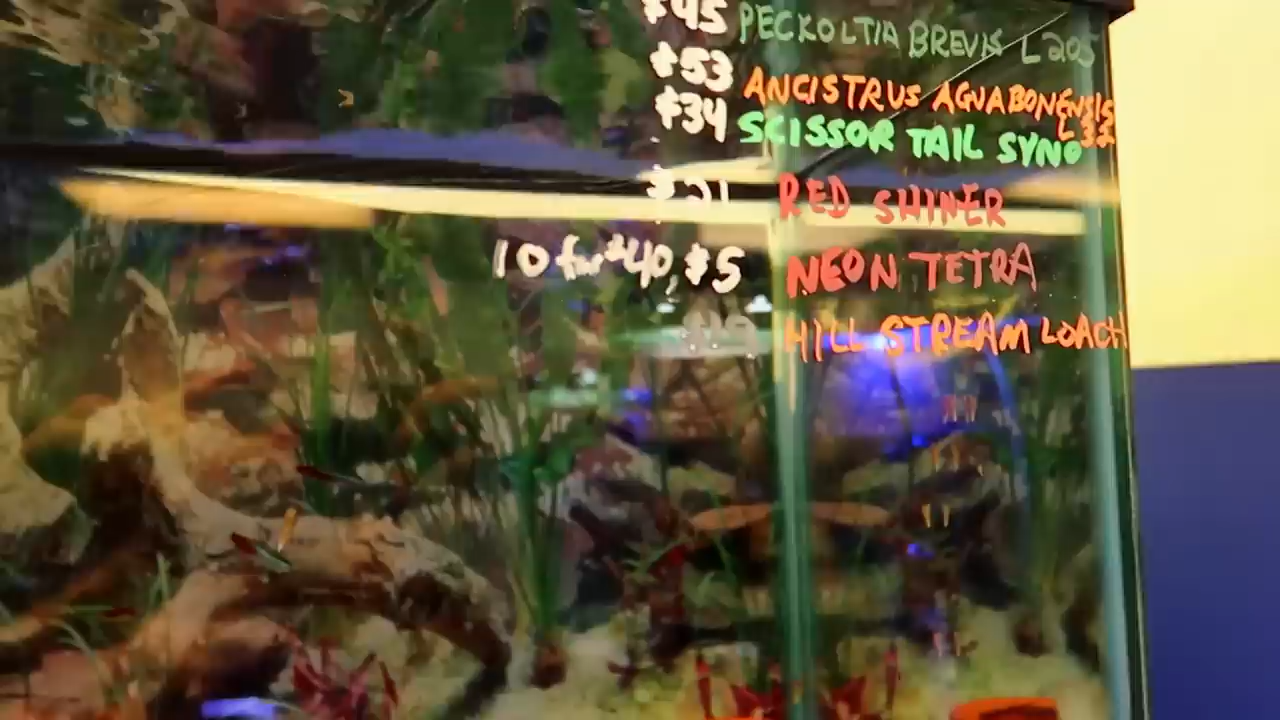 $45 PECKOLTIA BREVIS L205
$53 ANCISTRUS AGUABONENSIS
$34 SCISSOR TAIL SYNO
$21 RED SHINER
10 for $40, $5 NEON TETRA
HILL STREAM LOACH